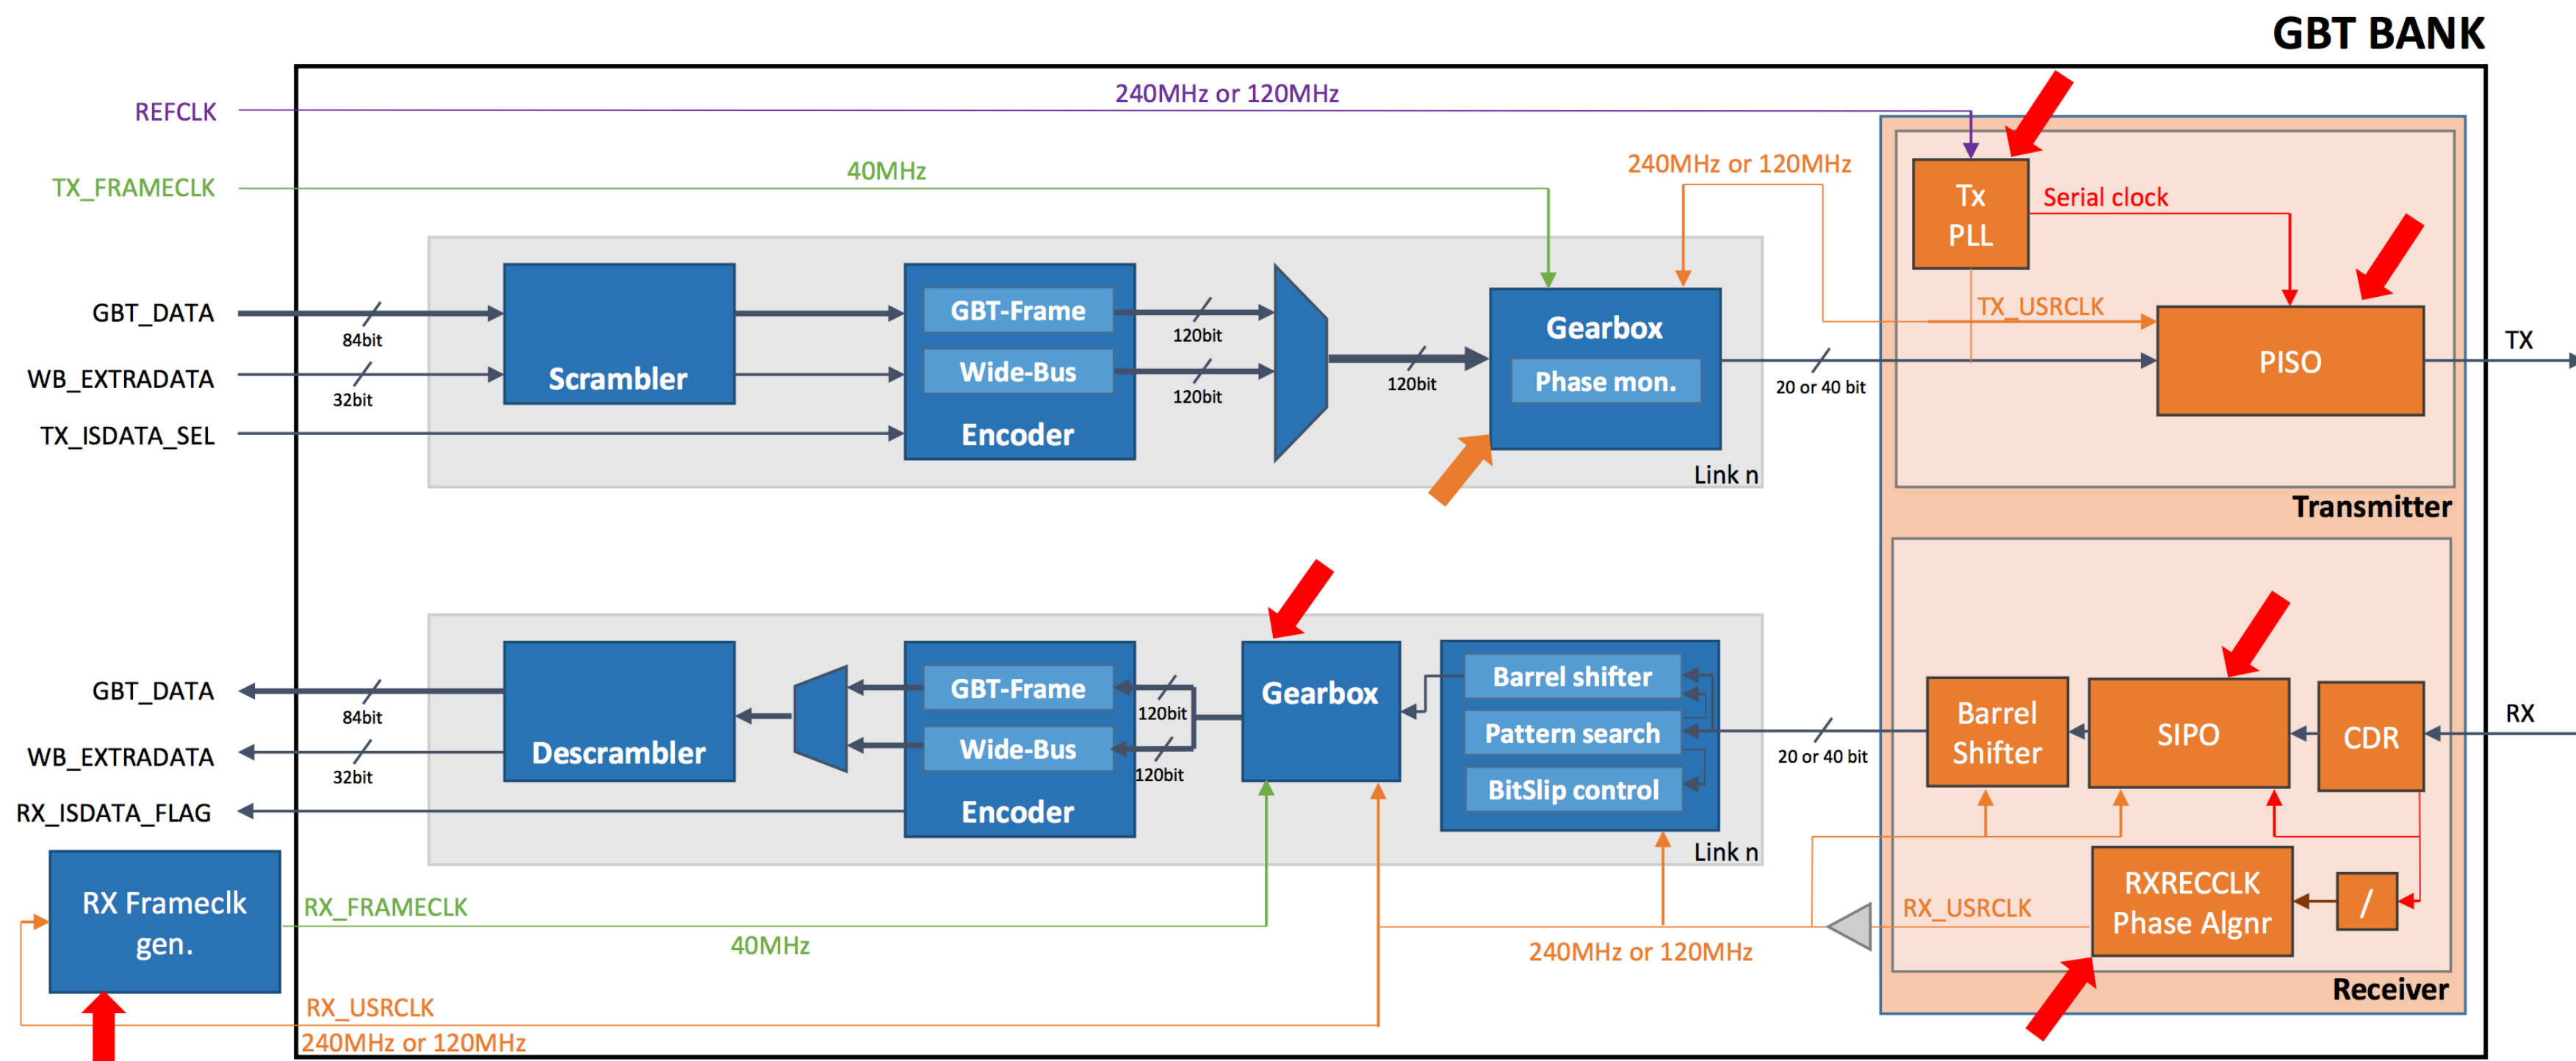 GBT BANK
REFCLK
240MHz or 120MHz
TX_FRAMECLK
40MHz
240MHz or 120MHz
Tx
PLL
Serial clock
GBT_DATA
84bit
WB_EXTRADATA
32bit
TX_ISDATA_SEL
Scrambler
GBT-Frame
Wide-Bus
Encoder
120bit
120bit
120bit
Gearbox
Phase mon.
20 or 40 bit
TX_USRCLK
PISO
TX
Link n
Transmitter
GBT_DATA
84bit
WB_EXTRADATA
32bit
RX_ISDATA_FLAG
Descrambler
GBT-Frame
Wide-Bus
Encoder
120bit
120bit
Gearbox
Barrel shifter
Pattern search
BitSlip control
Link n
20 or 40 bit
Barrel
Shifter
SIPO
CDR
RX
RX Frameclk
gen.
RX_FRAMECLK
40MHz
240MHz or 120MHz
RX_USRCLK
RXRECCLK
Phase Algnr
/
Receiver
RX_USRCLK
240MHz or 120MHz